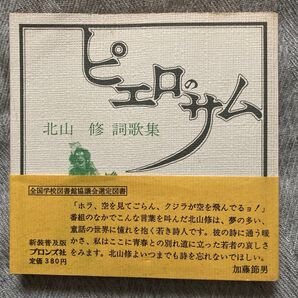 ピエロの
サム
北山 修 詞歌集
全国学校図書館協議会選定図書
「ホラ、空を見てごらん、クジラが空を飛んでるョ！」
番組のなかでこんな言葉を叫んだ北山修は、夢の多い、
童話の世界に憧れを抱く若き詩人です。彼の詩に通う暖
かさ、私はここに青春との別れ道に立った若者の哀しさ
をみます。北山修よいつまでも詩を忘れないでほしい。
加藤節男
新装普及版
ブロンズ社
定価380円